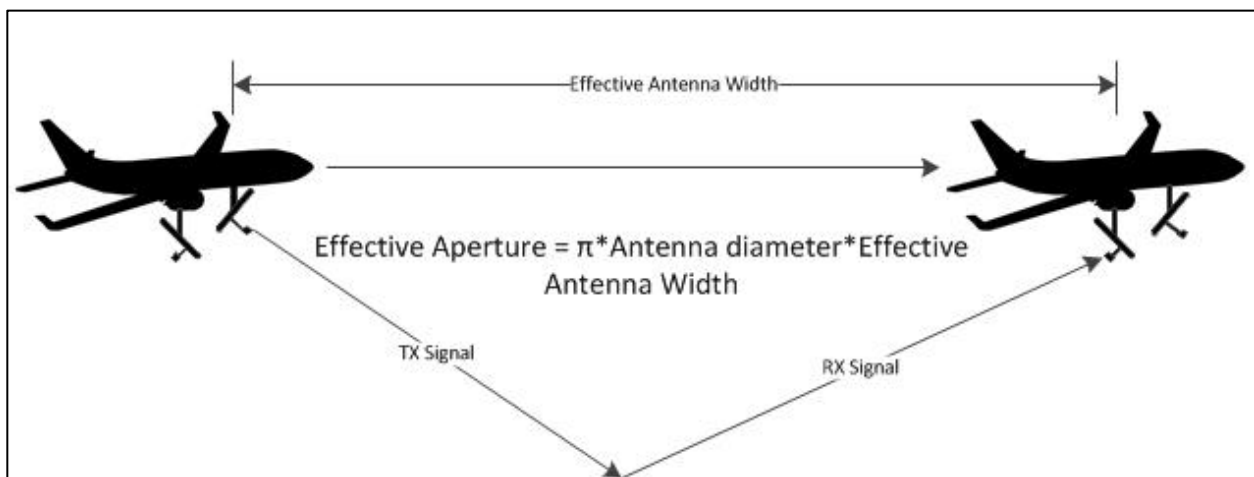 Effective Antenna Width
Effective Aperture = π*Antenna diameter*Effective
Antenna Width
TX Signal
RX Signal